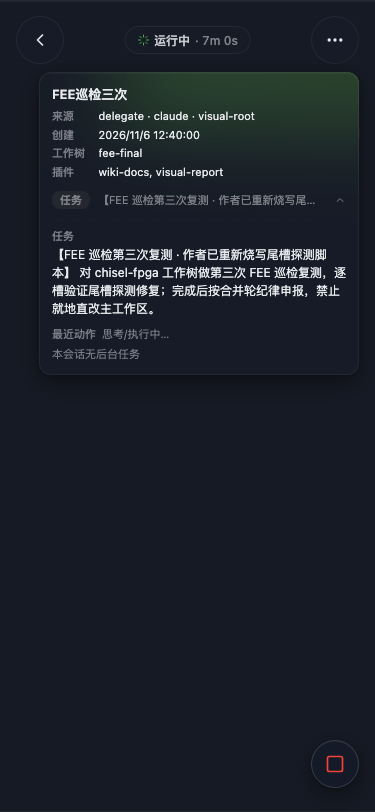 运行中 · 7m 0s
FEE巡检三次
来源 delegate · claude · visual-root
创建 2026/11/6 12:40:00
工作树 fee-final
插件 wiki-docs, visual-report
任务 【FEE 巡检第三次复测 · 作者已重新烧写尾...
任务
【FEE 巡检第三次复测 · 作者已重新烧写尾槽探测脚
本】 对 chisel-fpga 工作树做第三次 FEE 巡检复测，逐
槽验证尾槽探测修复；完成后按合并轮纪律申报，禁止
就地直改主工作区。
最近动作 思考/执行中...
本会话无后台任务